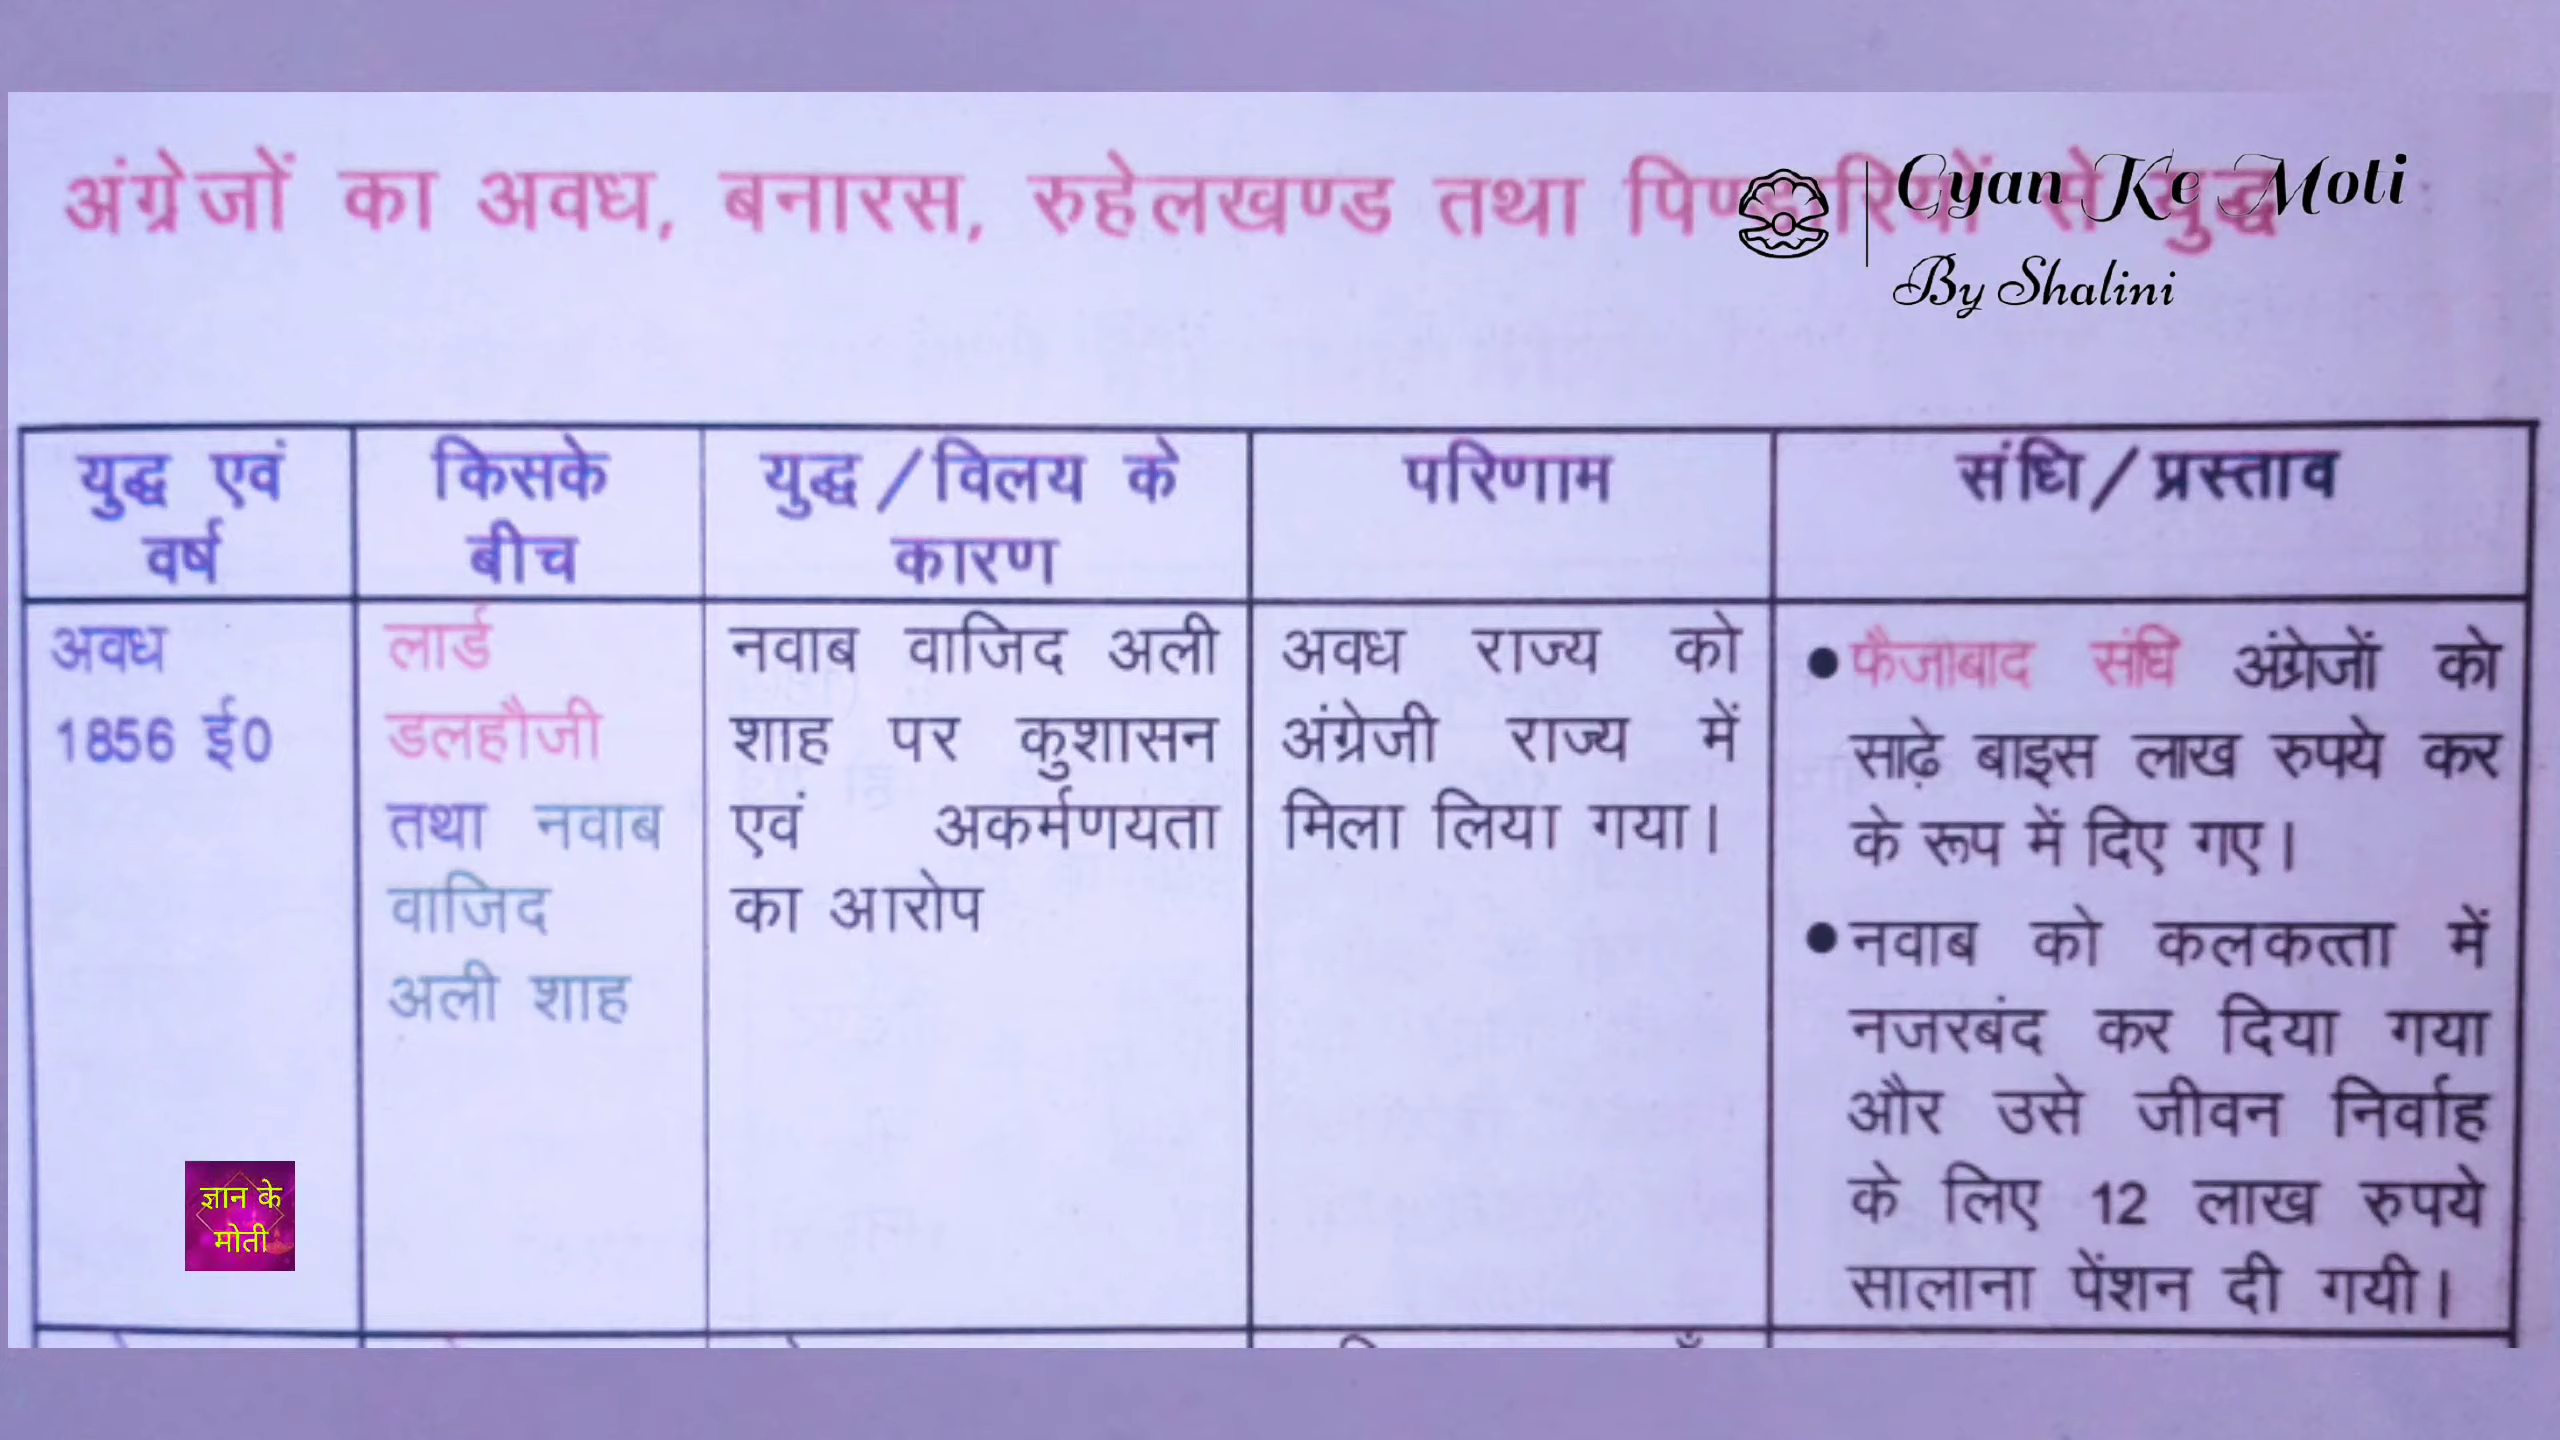 अंग्रेजों का अवध, बनारस, रुहेलखण्ड तथा पिण्डारियों से युद्ध
Gyan Ke Moti
By Shalini
युद्ध एवं
वर्ष
किसके
बीच
युद्ध/विलय के
कारण
परिणाम
संधि/प्रस्ताव
अवध
1856 ई0
लार्ड
डलहौजी
तथा नवाब
वाजिद
अली शाह
नवाब वाजिद अली
शाह पर कुशासन
एवं अकर्मणयता
का आरोप
अवध राज्य को
अंग्रेजी राज्य में
मिला लिया गया।
●फैजाबाद संधि अंग्रेजों को
साढ़े बाइस लाख रुपये कर
के रूप में दिए गए।
●नवाब को कलकत्ता में
नजरबंद कर दिया गया
और उसे जीवन निर्वाह
के लिए 12 लाख रुपये
सालाना पेंशन दी गयी।
ज्ञान के
मोती